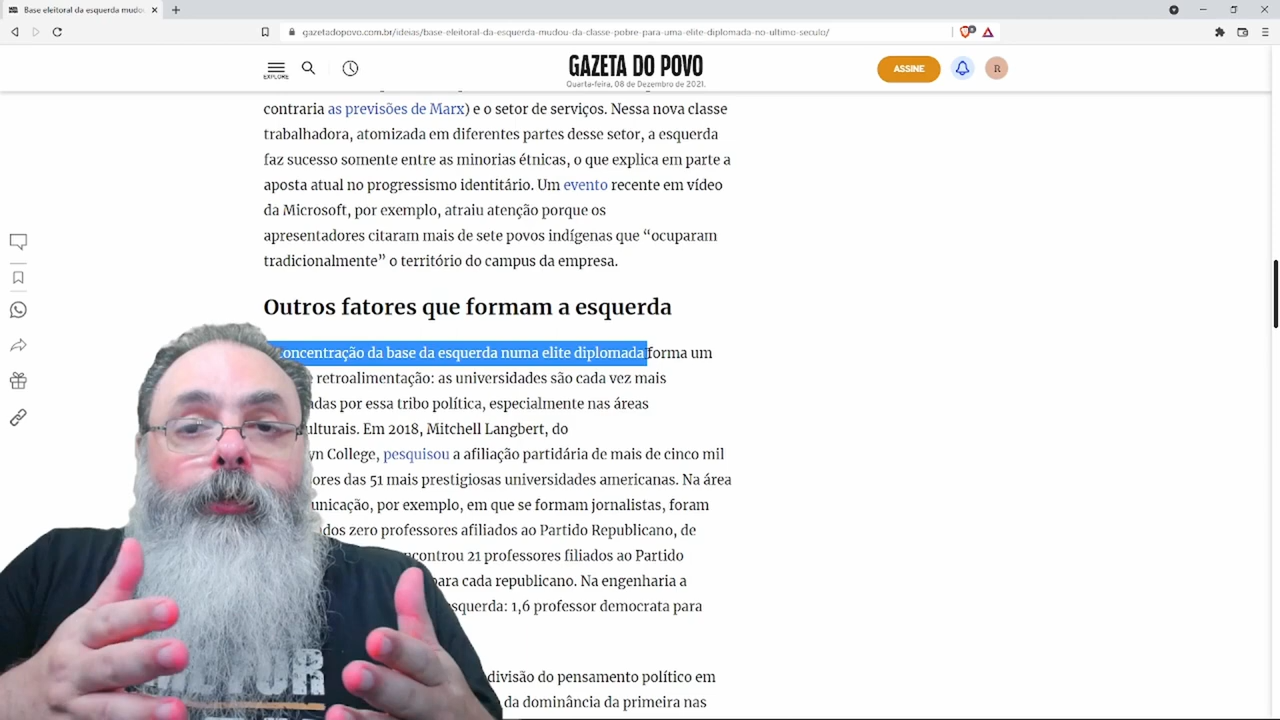 Base eleitoral da esquerda mudou
gazetadopovo.com.br/ideias/base-eleitoral-da-esquerda-mudou-da-classe-pobre-para-uma-elite-diplomada-no-ultimo-seculo/
EXPLORE
GAZETA DO POVO
Quarta-feira, 08 de Dezembro de 2021.
ASSINE
R
contraria as previsões de Marx) e o setor de serviços. Nessa nova classe
trabalhadora, atomizada em diferentes partes desse setor, a esquerda
faz sucesso somente entre as minorias étnicas, o que explica em parte a
aposta atual no progressismo identitário. Um evento recente em vídeo
da Microsoft, por exemplo, atraiu atenção porque os
apresentadores citaram mais de sete povos indígenas que “ocuparam
tradicionalmente” o território do campus da empresa.
Outros fatores que formam a esquerda
concentração da base da esquerda numa elite diplomada forma um
retroalimentação: as universidades são cada vez mais
por essa tribo política, especialmente nas áreas
Em 2018, Mitchell Langbert, do
College, pesquisou a afiliação partidária de mais de cinco mil
das 51 mais prestigiosas universidades americanas. Na área
por exemplo, em que se formam jornalistas, foram
zero professores afiliados ao Partido Republicano, de
21 professores filiados ao Partido
para cada republicano. Na engenharia a
esquerda: 1,6 professor democrata para
divisão do pensamento político em
da dominância da primeira nas